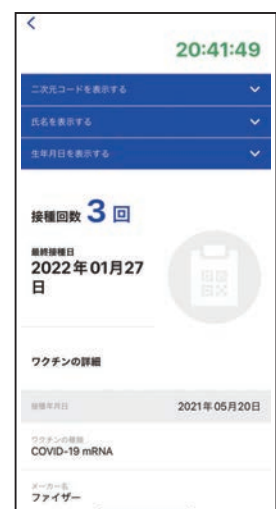 20:41:49
二次元コードを表示する
氏名を表示する
生年月日を表示する
接種回数 3 回
最終接種日
2022年01月27
日
ワクチンの詳細
接種年月日 2021年05月20日
ワクチンの種類
COVID-19 mRNA
メーカー名
ファイザー